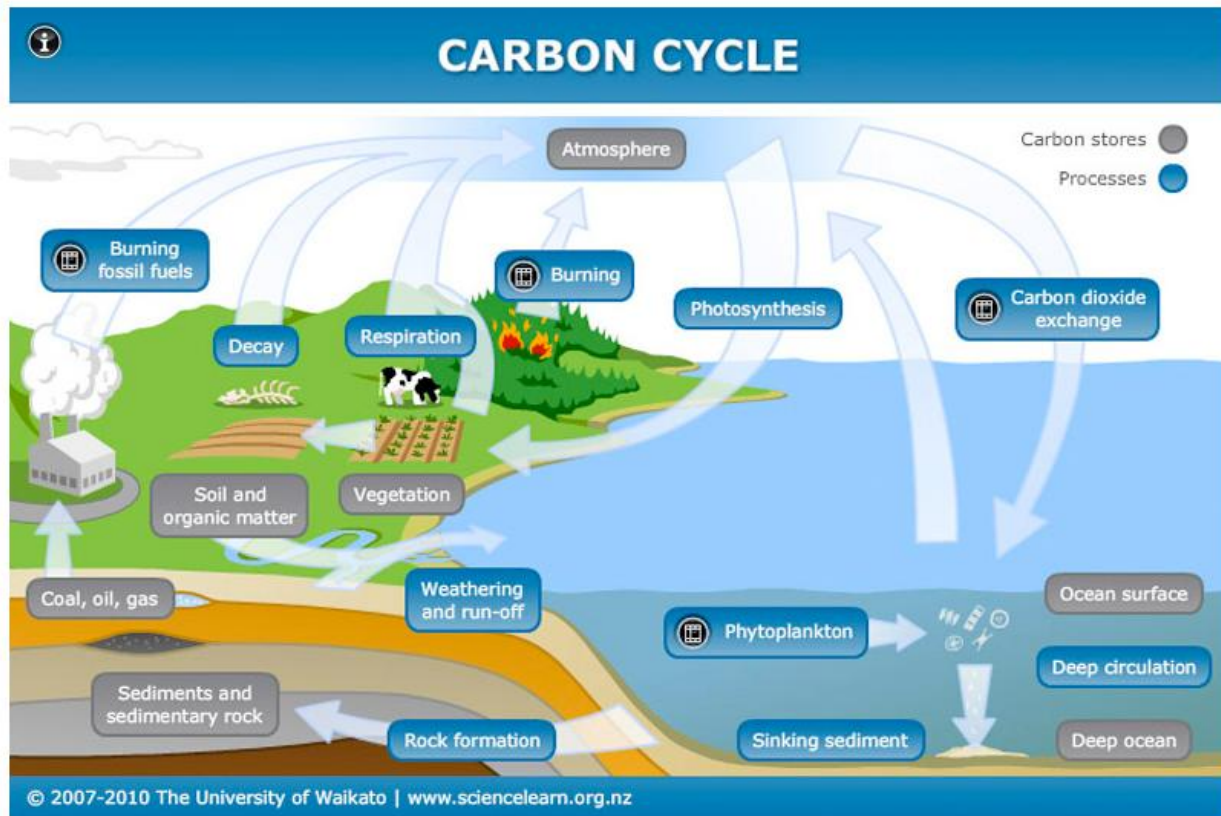 CARBON CYCLE
Atmosphere
Carbon stores
Processes
Burning
fossil fuels
Burning
Photosynthesis
Carbon dioxide
exchange
Decay
Respiration
Soil and
organic matter
Vegetation
Coal, oil, gas
Weathering
and run-off
Ocean surface
Phytoplankton
Deep circulation
Sediments and
sedimentary rock
Rock formation
Sinking sediment
Deep ocean
© 2007-2010 The University of Waikato | www.sciencelearn.org.nz